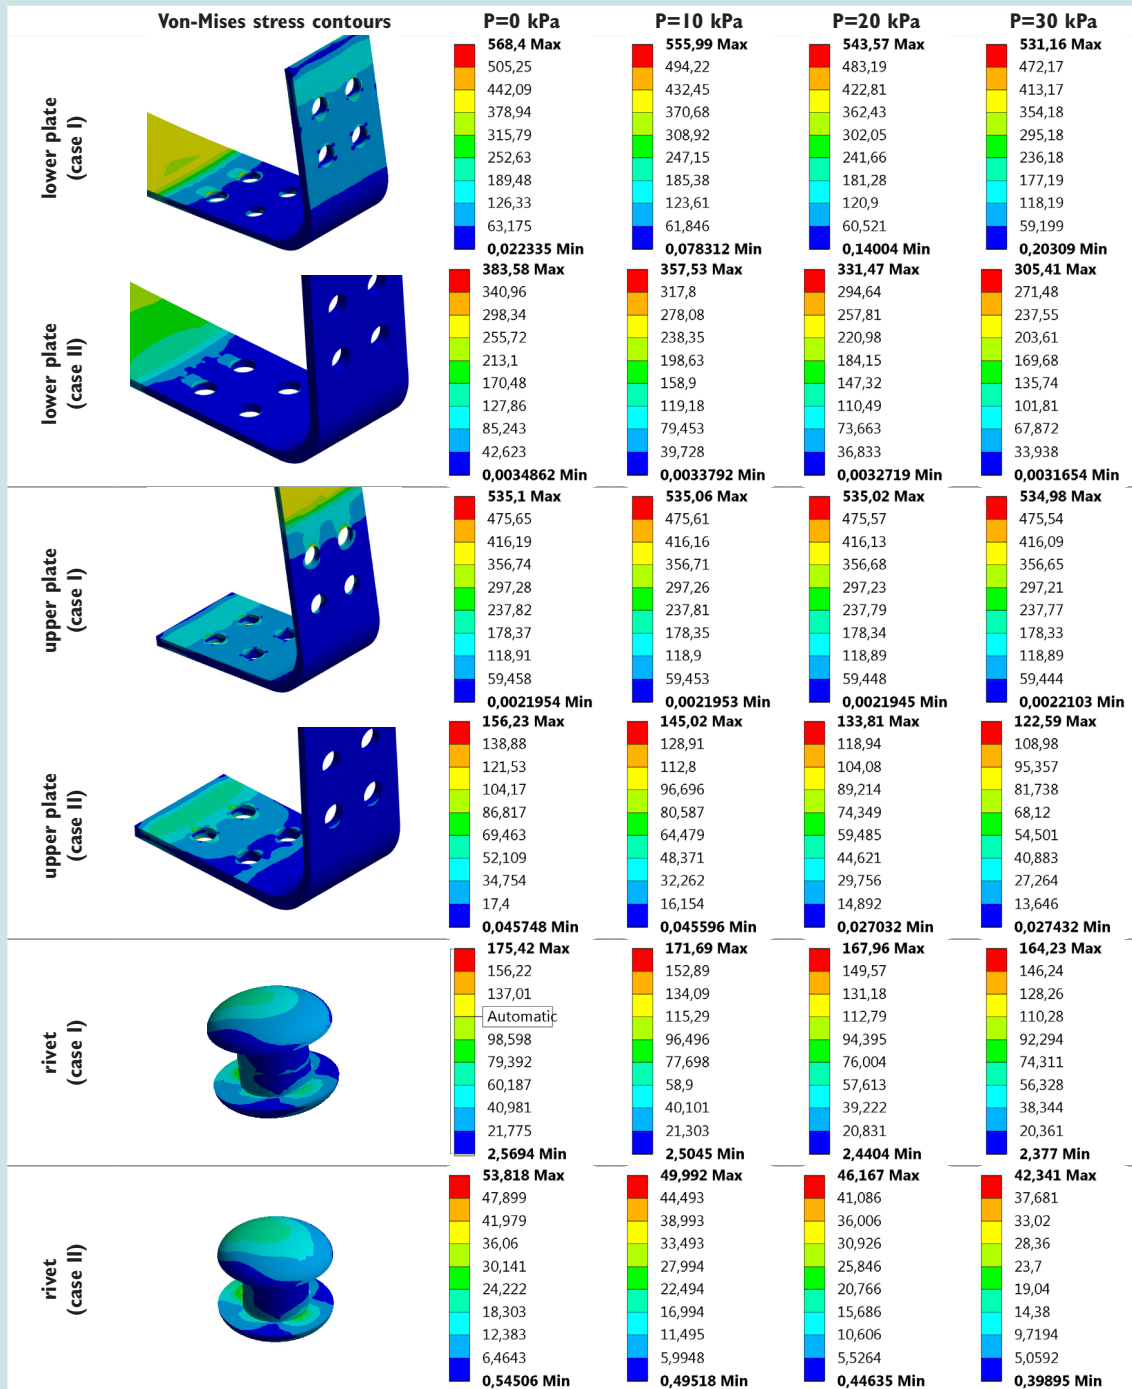 Von-Mises stress contours P=0 kPa P=10 kPa P=20 kPa P=30 kPa
lower plate
(case I)
568,4 Max 555,99 Max 543,57 Max 531,16 Max
505,25 494,22 483,19 472,17
442,09 432,45 422,81 413,17
378,94 370,68 362,43 354,18
315,79 308,92 302,05 295,18
252,63 247,15 241,66 236,18
189,48 185,38 181,28 177,19
126,33 123,61 120,9 118,19
63,175 61,846 60,521 59,199
0,022335 Min 0,078312 Min 0,14004 Min 0,20309 Min
lower plate
(case II)
383,58 Max 357,53 Max 331,47 Max 305,41 Max
340,96 317,8 294,64 271,48
298,34 278,08 257,81 237,55
255,72 238,35 220,98 203,61
213,1 198,63 184,15 169,68
170,48 158,9 147,32 135,74
127,86 119,18 110,49 101,81
85,243 79,453 73,663 67,872
42,623 39,728 36,833 33,938
0,0034862 Min 0,0033792 Min 0,0032719 Min 0,0031654 Min
upper plate
(case I)
535,1 Max 535,06 Max 535,02 Max 534,98 Max
475,65 475,61 475,57 475,54
416,19 416,16 416,13 416,09
356,74 356,71 356,68 356,65
297,28 297,26 297,23 297,21
237,82 237,81 237,79 237,77
178,37 178,35 178,34 178,33
118,91 118,9 118,89 118,89
59,458 59,453 59,448 59,444
0,0021954 Min 0,0021953 Min 0,0021945 Min 0,0022103 Min
upper plate
(case II)
156,23 Max 145,02 Max 133,81 Max 122,59 Max
138,88 128,91 118,94 108,98
121,53 112,8 104,08 95,357
104,17 96,696 89,214 81,738
86,817 80,587 74,349 68,12
69,463 64,479 59,485 54,501
52,109 48,371 44,621 40,883
34,754 32,262 29,756 27,264
17,4 16,154 14,892 13,646
0,045748 Min 0,045596 Min 0,027032 Min 0,027432 Min
rivet
(case I)
175,42 Max 171,69 Max 167,96 Max 164,23 Max
156,22 152,89 149,57 146,24
137,01 134,09 131,18 128,26
Automatic 115,29 112,79 110,28
98,598 96,496 94,395 92,294
79,392 77,698 76,004 74,311
60,187 58,9 57,613 56,328
40,981 40,101 39,222 38,344
21,775 21,303 20,831 20,361
2,5694 Min 2,5045 Min 2,4404 Min 2,377 Min
rivet
(case II)
53,818 Max 49,992 Max 46,167 Max 42,341 Max
47,899 44,493 41,086 37,681
41,979 38,993 36,006 33,02
36,06 33,493 30,926 28,36
30,141 27,994 25,846 23,7
24,222 22,494 20,766 19,04
18,303 16,994 15,686 14,38
12,383 11,495 10,606 9,7194
6,4643 5,9948 5,5264 5,0592
0,54506 Min 0,49518 Min 0,44635 Min 0,39895 Min